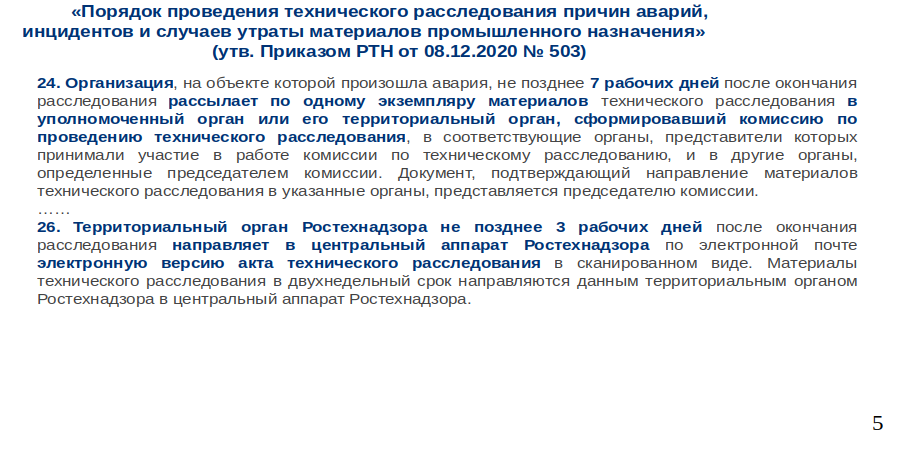 «Порядок проведения технического расследования причин аварий,
инцидентов и случаев утраты материалов промышленного назначения»
(утв. Приказом РТН от 08.12.2020 № 503)
24. Организация, на объекте которой произошла авария, не позднее 7 рабочих дней после окончания
расследования рассылает по одному экземпляру материалов технического расследования в
уполномоченный орган или его территориальный орган, сформировавший комиссию по
проведению технического расследования, в соответствующие органы, представители которых
принимали участие в работе комиссии по техническому расследованию, и в другие органы,
определенные председателем комиссии. Документ, подтверждающий направление материалов
технического расследования в указанные органы, представляется председателю комиссии.
……
26. Территориальный орган Ростехнадзора не позднее 3 рабочих дней после окончания
расследования направляет в центральный аппарат Ростехнадзора по электронной почте
электронную версию акта технического расследования в сканированном виде. Материалы
технического расследования в двухнедельный срок направляются данным территориальным органом
Ростехнадзора в центральный аппарат Ростехнадзора.
5